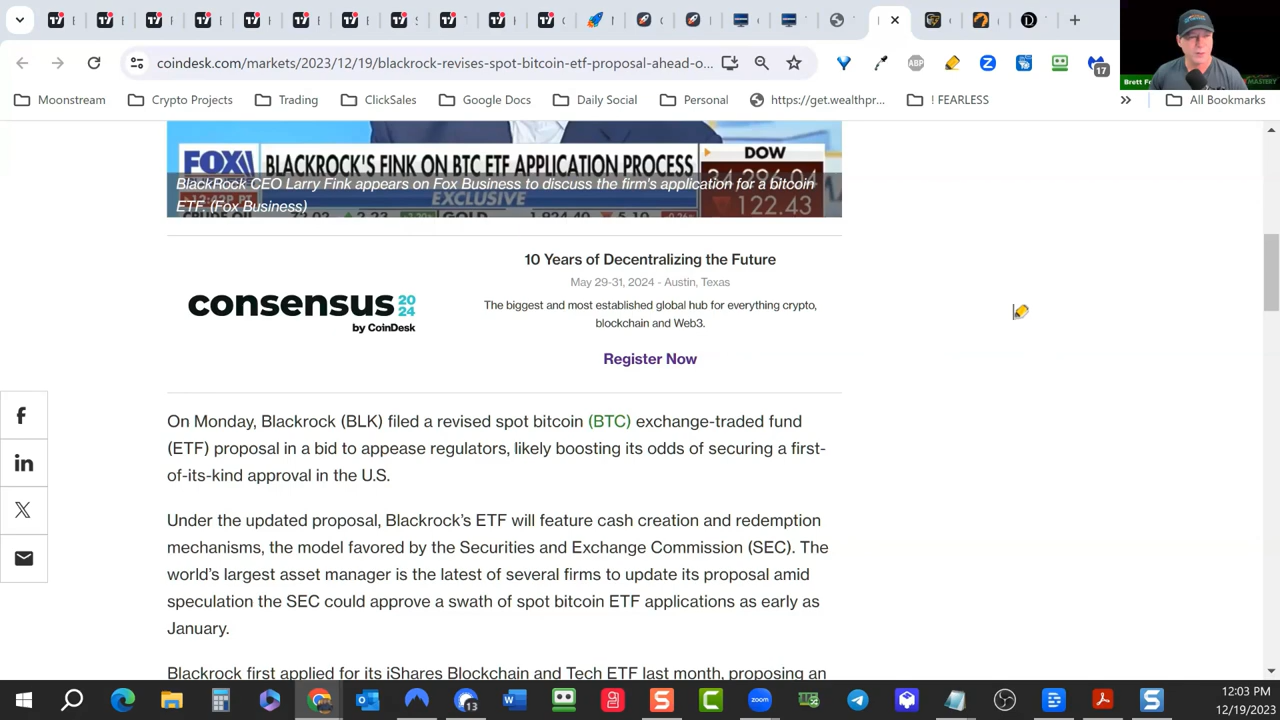 coindesk.com/markets/2023/12/19/blackrock-revises-spot-bitcoin-etf-proposal-ahead-o...
ABP
17
Moonstream
Crypto Projects
Trading
ClickSales
Google Docs
Daily Social
Personal
https://get.wealthpr...
! FEARLESS
»
All Bookmarks
FOX
BLACKROCK'S FINK ON BTC ETF APPLICATION PROCESS
DOW
EXCLUSIVE
34,296.04
122.43
BlackRock CEO Larry Fink appears on Fox Business to discuss the firm's application for a bitcoin
ETF. (Fox Business)
consensus 2024
by CoinDesk
10 Years of Decentralizing the Future
May 29-31, 2024 - Austin, Texas
The biggest and most established global hub for everything crypto,
blockchain and Web3.
Register Now
On Monday, Blackrock (BLK) filed a revised spot bitcoin (BTC) exchange-traded fund
(ETF) proposal in a bid to appease regulators, likely boosting its odds of securing a first-
of-its-kind approval in the U.S.
Under the updated proposal, Blackrock's ETF will feature cash creation and redemption
mechanisms, the model favored by the Securities and Exchange Commission (SEC). The
world's largest asset manager is the latest of several firms to update its proposal amid
speculation the SEC could approve a swath of spot bitcoin ETF applications as early as
January.
Blackrock first applied for its iShares Blockchain and Tech ETF last month, proposing an
13
zoom
12:03 PM
12/19/2023